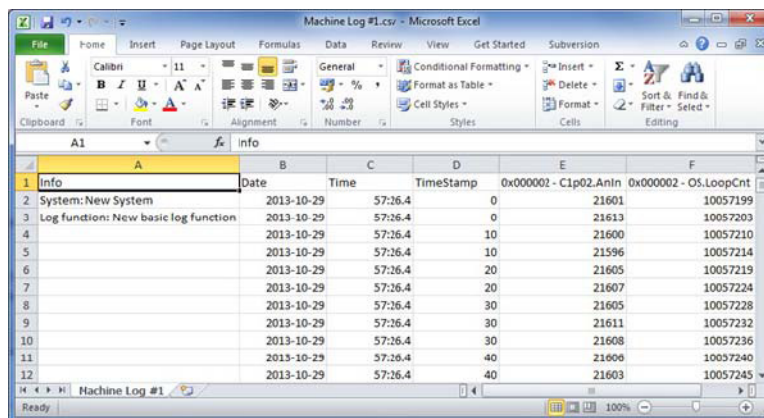 Machine Log #1.csv - Microsoft Excel
File Home Insert Page Layout Formulas Data Review View Get Started Subversion
Calibri 11 General Conditional Formatting Insert Σ
Paste B I U A A % , Format as Table Delete Sort & Find &
Cell Styles Format Filter Select
Clipboard Font Alignment Number Styles Cells Editing
A1 fx Info
A B C D E F
1 Info Date Time TimeStamp 0x000002 - C1p02.AnIn 0x000002 - OS.LoopCnt
2 System: New System 2013-10-29 57:26.4 0 21601 10057199
3 Log function: New basic log function 2013-10-29 57:26.4 0 21613 10057203
4 2013-10-29 57:26.4 10 21600 10057210
5 2013-10-29 57:26.4 10 21596 10057214
6 2013-10-29 57:26.4 20 21605 10057219
7 2013-10-29 57:26.4 20 21607 10057224
8 2013-10-29 57:26.4 30 21605 10057228
9 2013-10-29 57:26.4 30 21611 10057232
10 2013-10-29 57:26.4 30 21608 10057236
11 2013-10-29 57:26.4 40 21606 10057240
12 2013-10-29 57:26.4 40 21603 10057245
Machine Log #1
Ready 100%